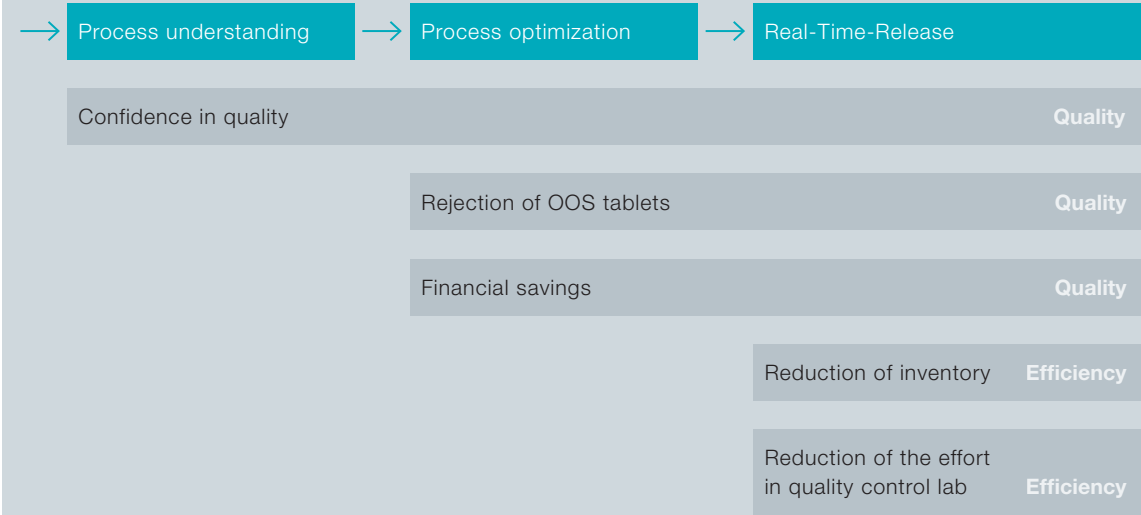 Process understanding
Process optimization
Real-Time-Release
Confidence in quality
Quality
Rejection of OOS tablets
Quality
Financial savings
Quality
Reduction of inventory
Efficiency
Reduction of the effort
in quality control lab
Efficiency